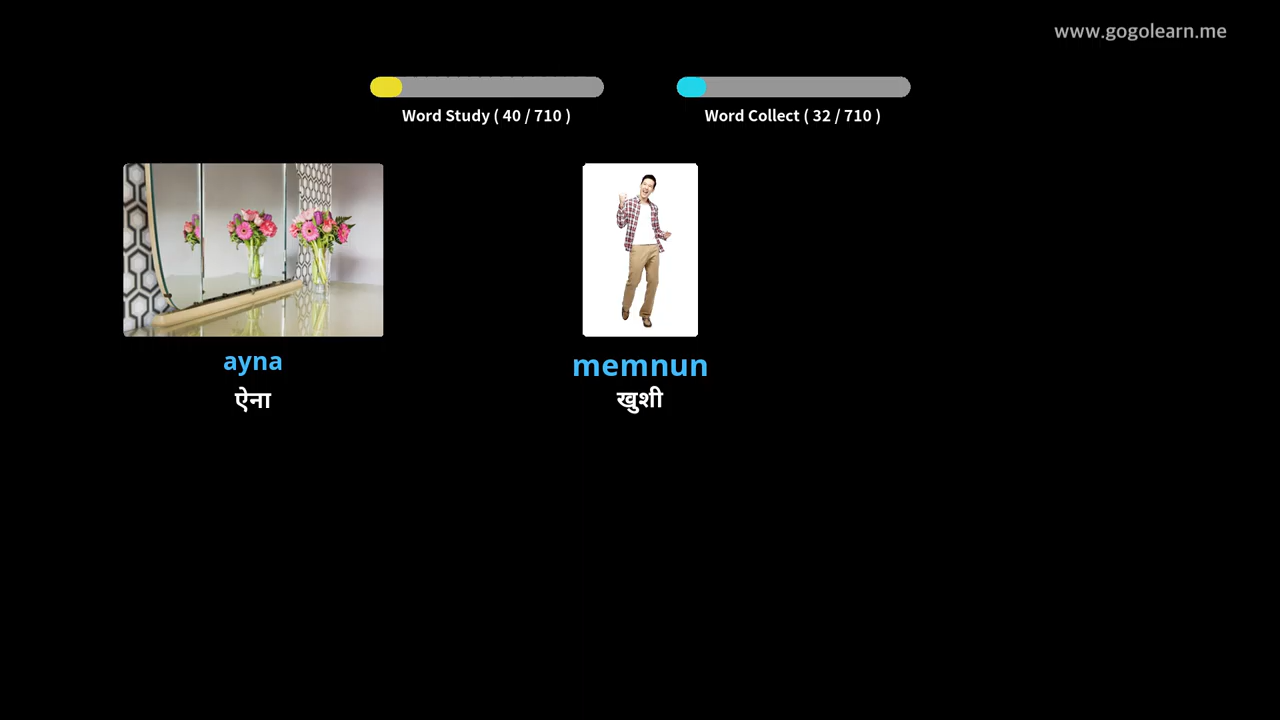 www.gogolearn.me
Word Study ( 40 / 710 )
Word Collect ( 32 / 710 )
ayna
ऐना
memnun
खुशी